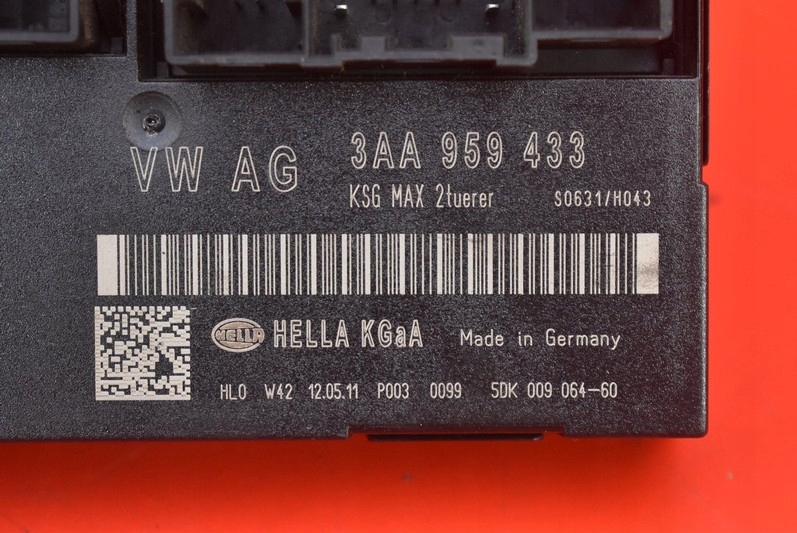 VW AG 3AA 959 433
KSG MAX 2tuerer S0631/H043
HELLA HELLA KGaA Made in Germany
HLO W42 12.05.11 P003 0099 5DK 009 064-60